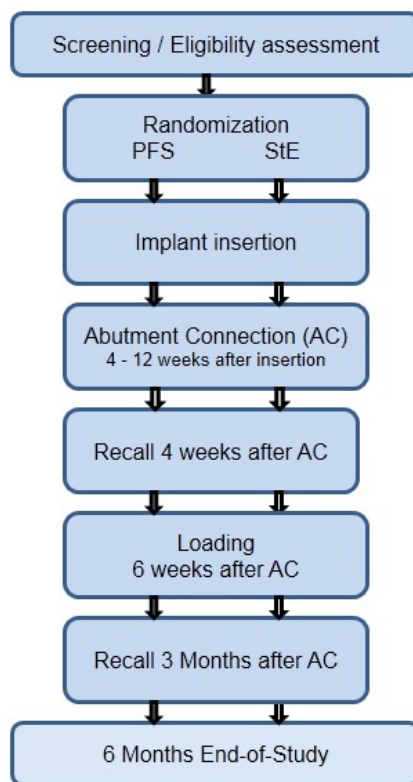 Screening / Eligibility assessment
Randomization
PFS StE
Implant insertion
Abutment Connection (AC)
4 - 12 weeks after insertion
Recall 4 weeks after AC
Loading
6 weeks after AC
Recall 3 Months after AC
6 Months End-of-Study